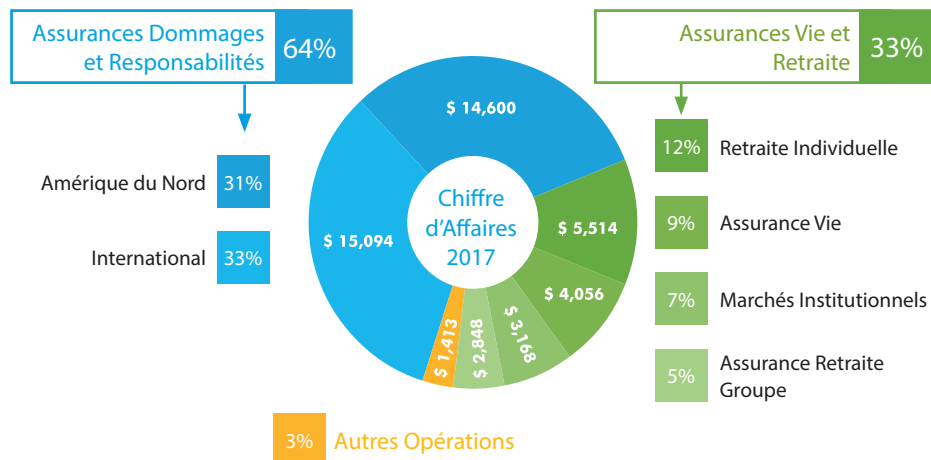 Assurances Dommages
et Responsabilités
64%
Amérique du Nord
31%
International
33%
Assurances Vie et
Retraite
33%
12%
Retraite Individuelle
9%
Assurance Vie
7%
Marchés Institutionnels
5%
Assurance Retraite
Groupe
$ 14,600
$ 15,094
$ 5,514
$ 4,056
$ 3,168
$ 2,848
$ 1,413
Chiffre
d'Affaires
2017
3%
Autres Opérations